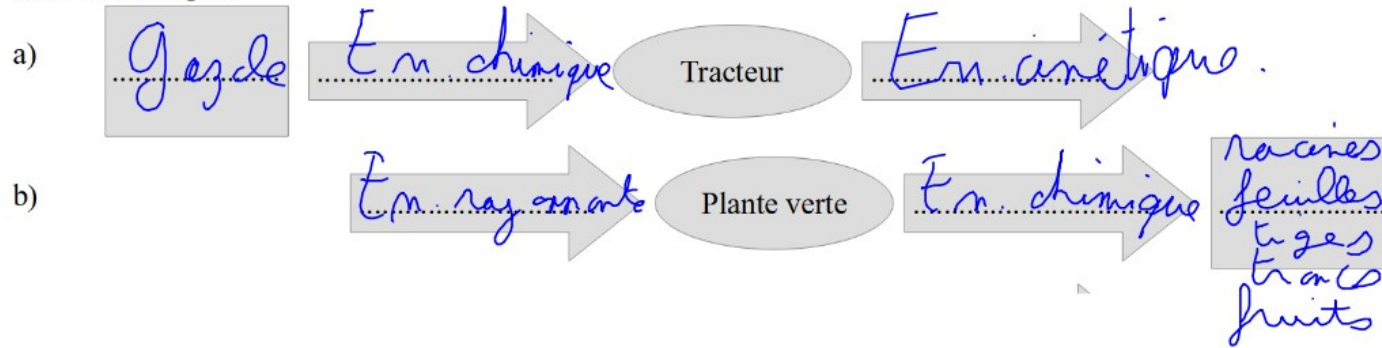 a) Gazole En. chimique Tracteur En. cinétique.
b) En. rayonnante Plante verte En. chimique racines
feuilles
tiges
troncs
fruits